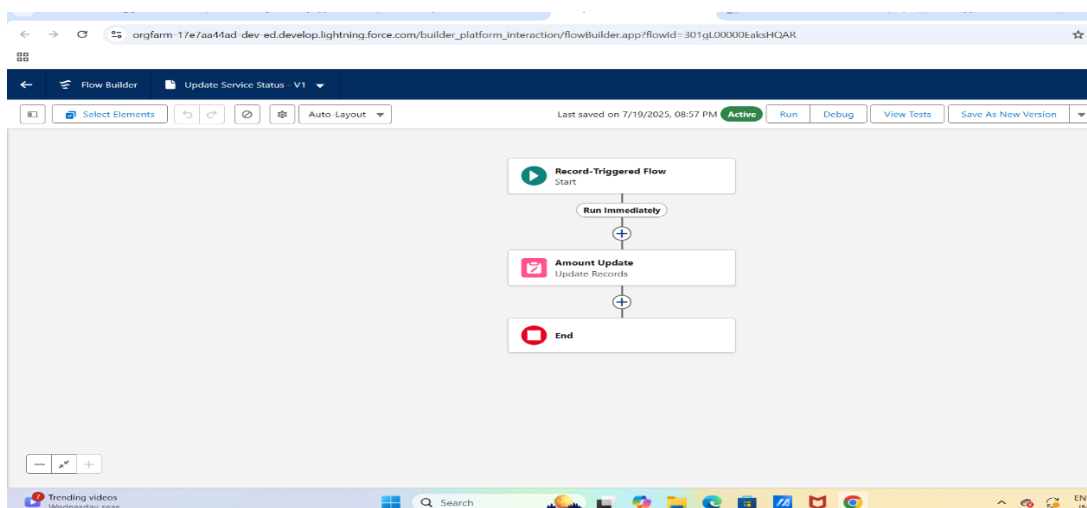 orgfarm-17e7aa44ad-dev-ed.develop.lightning.force.com/builder_platform_interaction/flowBuilder.app?flowId=301gL00000EaksHQAR
Flow Builder Update Service Status - V1
Select Elements Auto-Layout Last saved on 7/19/2025, 08:57 PM Active Run Debug View Tests Save As New Version
Record-Triggered Flow
Start
Run Immediately
Amount Update
Update Records
End
Trending videos
Search